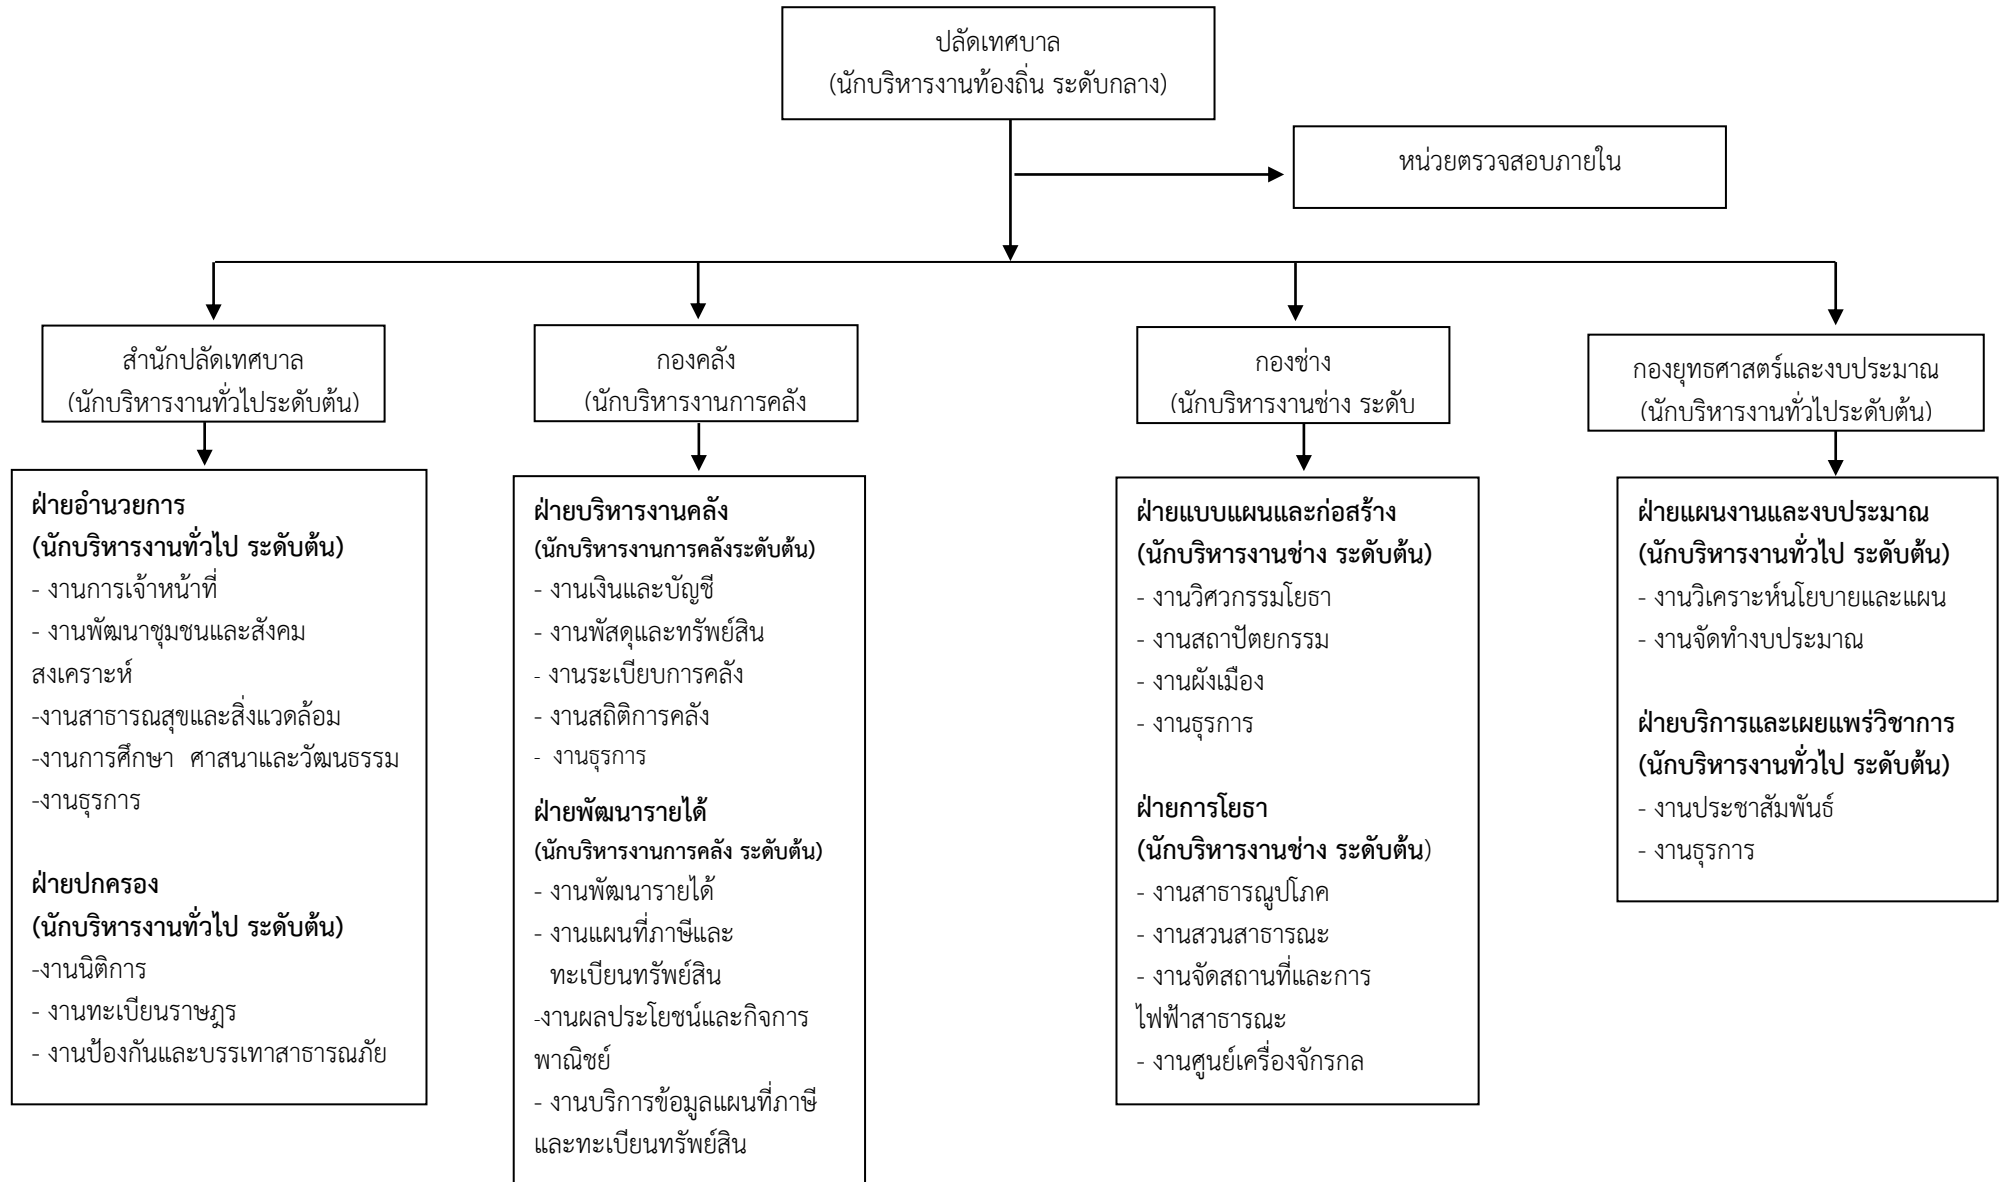 ปลัดเทศบาล
(นักบริหารงานท้องถิ่น ระดับกลาง)
หน่วยตรวจสอบภายใน
สำนักปลัดเทศบาล
(นักบริหารงานทั่วไประดับต้น)
กองคลัง
(นักบริหารงานการคลัง
กองช่าง
(นักบริหารงานช่าง ระดับ
กองยุทธศาสตร์และงบประมาณ
(นักบริหารงานทั่วไประดับต้น)
ฝ่ายอำนวยการ
(นักบริหารงานทั่วไป ระดับต้น)
- งานการเจ้าหน้าที่
- งานพัฒนาชุมชนและสังคม
สงเคราะห์
-งานสาธารณสุขและสิ่งแวดล้อม
-งานการศึกษา ศาสนาและวัฒนธรรม
-งานธุรการ
ฝ่ายปกครอง
(นักบริหารงานทั่วไป ระดับต้น)
-งานนิติการ
- งานทะเบียนราษฎร
- งานป้องกันและบรรเทาสาธารณภัย
ฝ่ายบริหารงานคลัง
(นักบริหารงานการคลังระดับต้น)
- งานเงินและบัญชี
- งานพัสดุและทรัพย์สิน
- งานระเบียบการคลัง
- งานสถิติการคลัง
- งานธุรการ
ฝ่ายพัฒนารายได้
(นักบริหารงานการคลัง ระดับต้น)
- งานพัฒนารายได้
- งานแผนที่ภาษีและ
ทะเบียนทรัพย์สิน
-งานผลประโยชน์และกิจการ
พาณิชย์
- งานบริการข้อมูลแผนที่ภาษี
และทะเบียนทรัพย์สิน
ฝ่ายแบบแผนและก่อสร้าง
(นักบริหารงานช่าง ระดับต้น)
- งานวิศวกรรมโยธา
- งานสถาปัตยกรรม
- งานผังเมือง
- งานธุรการ
ฝ่ายการโยธา
(นักบริหารงานช่าง ระดับต้น)
- งานสาธารณูปโภค
- งานสวนสาธารณะ
- งานจัดสถานที่และการ
ไฟฟ้าสาธารณะ
- งานศูนย์เครื่องจักรกล
ฝ่ายแผนงานและงบประมาณ
(นักบริหารงานทั่วไป ระดับต้น)
- งานวิเคราะห์นโยบายและแผน
- งานจัดทำงบประมาณ
ฝ่ายบริการและเผยแพร่วิชาการ
(นักบริหารงานทั่วไป ระดับต้น)
- งานประชาสัมพันธ์
- งานธุรการ